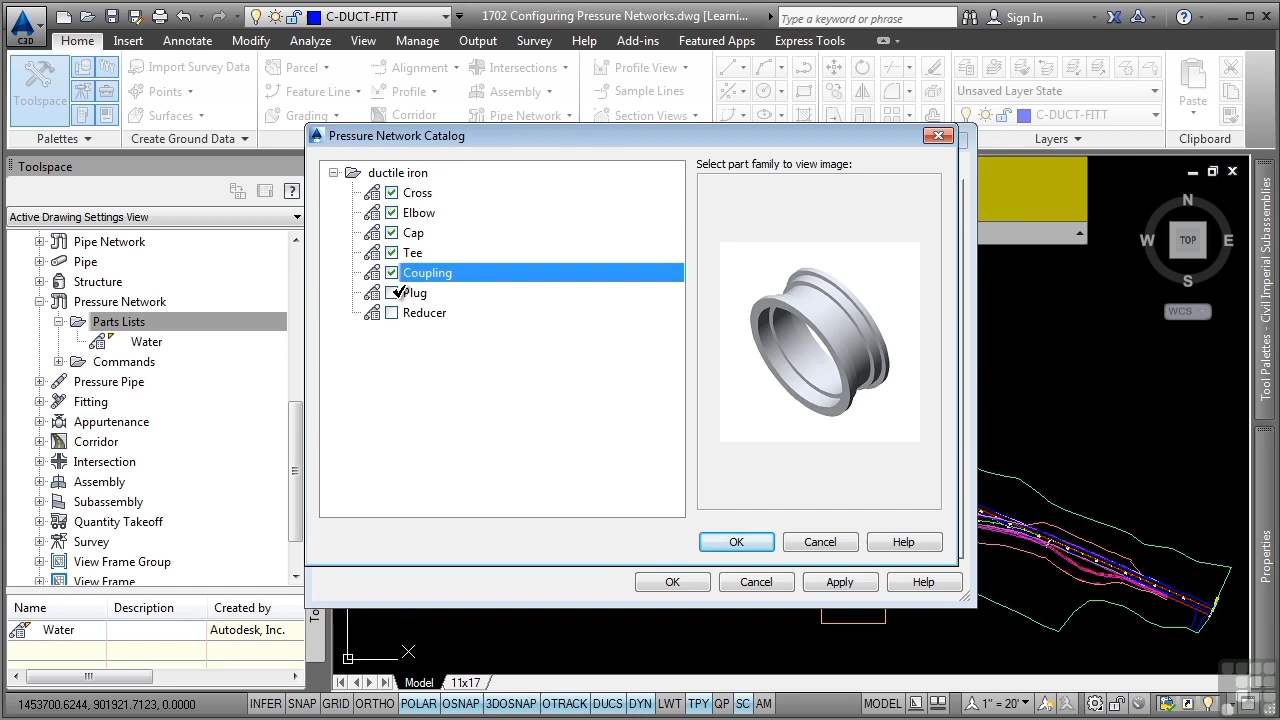 C3D
C-DUCT-FITT
1702 Configuring Pressure Networks.dwg [Learni...
Type a keyword or phrase
Sign In
Home Insert Annotate Modify Analyze View Manage Output Survey Help Add-ins Featured Apps Express Tools
Toolspace
Import Survey Data
Points
Surfaces
Parcel
Feature Line
Grading
Alignment
Profile
Corridor
Intersections
Assembly
Pipe Network
Profile View
Sample Lines
Section Views
Unsaved Layer State
C-DUCT-FITT
Paste
Palettes
Create Ground Data
Layers
Clipboard
Pressure Network Catalog
Toolspace
Active Drawing Settings View
Pipe Network
Pipe
Structure
Pressure Network
Parts Lists
Water
Commands
Pressure Pipe
Fitting
Appurtenance
Corridor
Intersection
Assembly
Subassembly
Quantity Takeoff
Survey
View Frame Group
View Frame
Name Description Created by
Water Autodesk, Inc.
ductile iron
Cross
Elbow
Cap
Tee
Coupling
Plug
Reducer
Select part family to view image:
OK Cancel Help
OK Cancel Apply Help
N
W TOP E
S
WCS
Tool Palettes - Civil Imperial Subassemblies
Properties
To
Model 11x17
1453700.6244, 901921.7123, 0.0000
INFER SNAP GRID ORTHO POLAR OSNAP 3DOSNAP OTRACK DUCS DYN LWT TPY QP SC AM
MODEL
1" = 20'